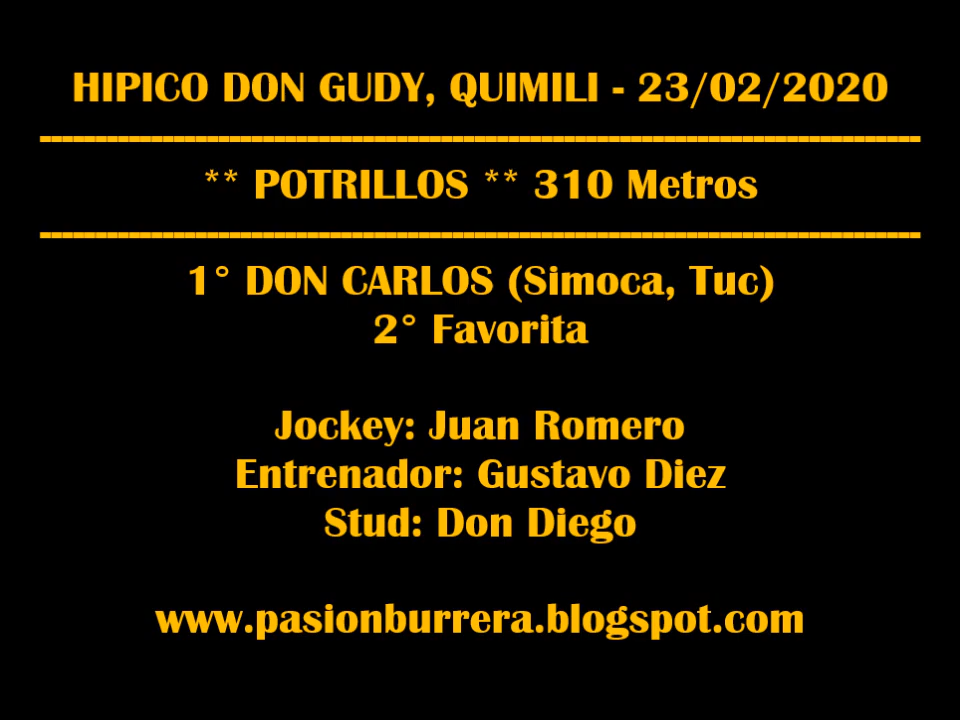 HIPICO DON GUDY, QUIMILI - 23/02/2020
--------------------------------------------------------------------------------
** POTRILLOS ** 310 Metros
--------------------------------------------------------------------------------
1° DON CARLOS (Simoca, Tuc)
2° Favorita
Jockey: Juan Romero
Entrenador: Gustavo Diez
Stud: Don Diego
www.pasionburrera.blogspot.com